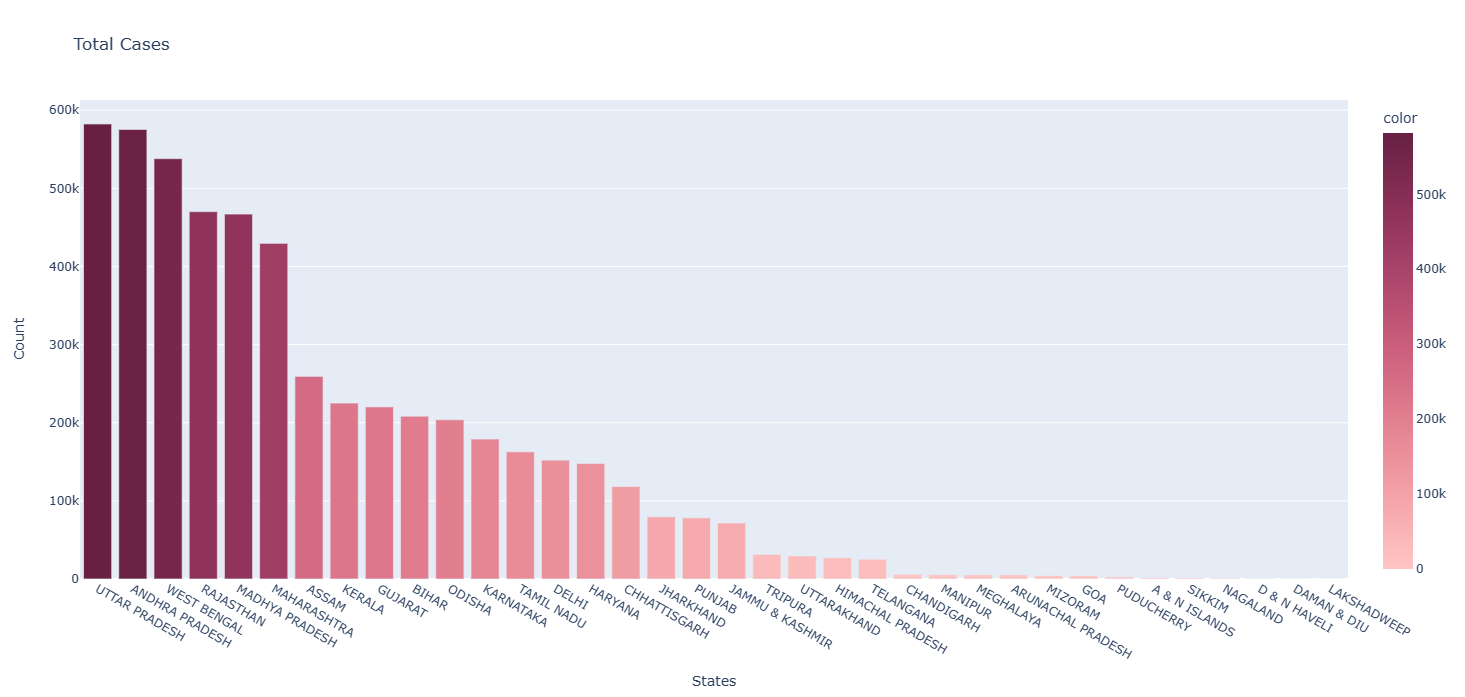 Total Cases
600k
500k
400k
300k
200k
100k
0
Count
UTTAR PRADESH
ANDHRA PRADESH
WEST BENGAL
RAJASTHAN
MADHYA PRADESH
MAHARASHTRA
ASSAM
KERALA
GUJARAT
BIHAR
ODISHA
KARNATAKA
TAMIL NADU
DELHI
HARYANA
CHHATTISGARH
JHARKHAND
PUNJAB
JAMMU & KASHMIR
TRIPURA
UTTARAKHAND
HIMACHAL PRADESH
TELANGANA
CHANDIGARH
MANIPUR
MEGHALAYA
ARUNACHAL PRADESH
MIZORAM
GOA
PUDUCHERRY
A & N ISLANDS
SIKKIM
NAGALAND
D & N HAVELI
DAMAN & DIU
LAKSHADWEEP
States
color
500k
400k
300k
200k
100k
0